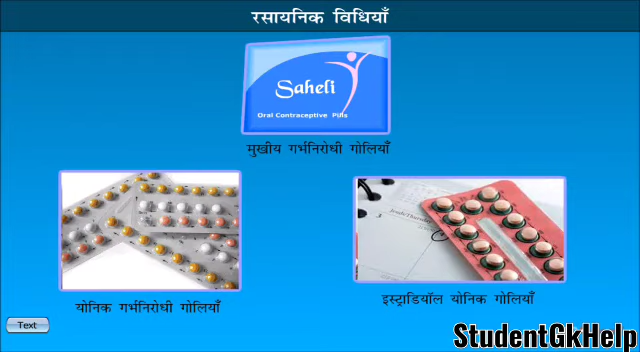 रसायनिक विधियाँ
Saheli
Oral Contraceptive Pills
मुखीय गर्भनिरोधी गोलियाँ
योनिक गर्भनिरोधी गोलियाँ
इस्ट्राडियॉल योनिक गोलियाँ
Text
StudentGkHelp